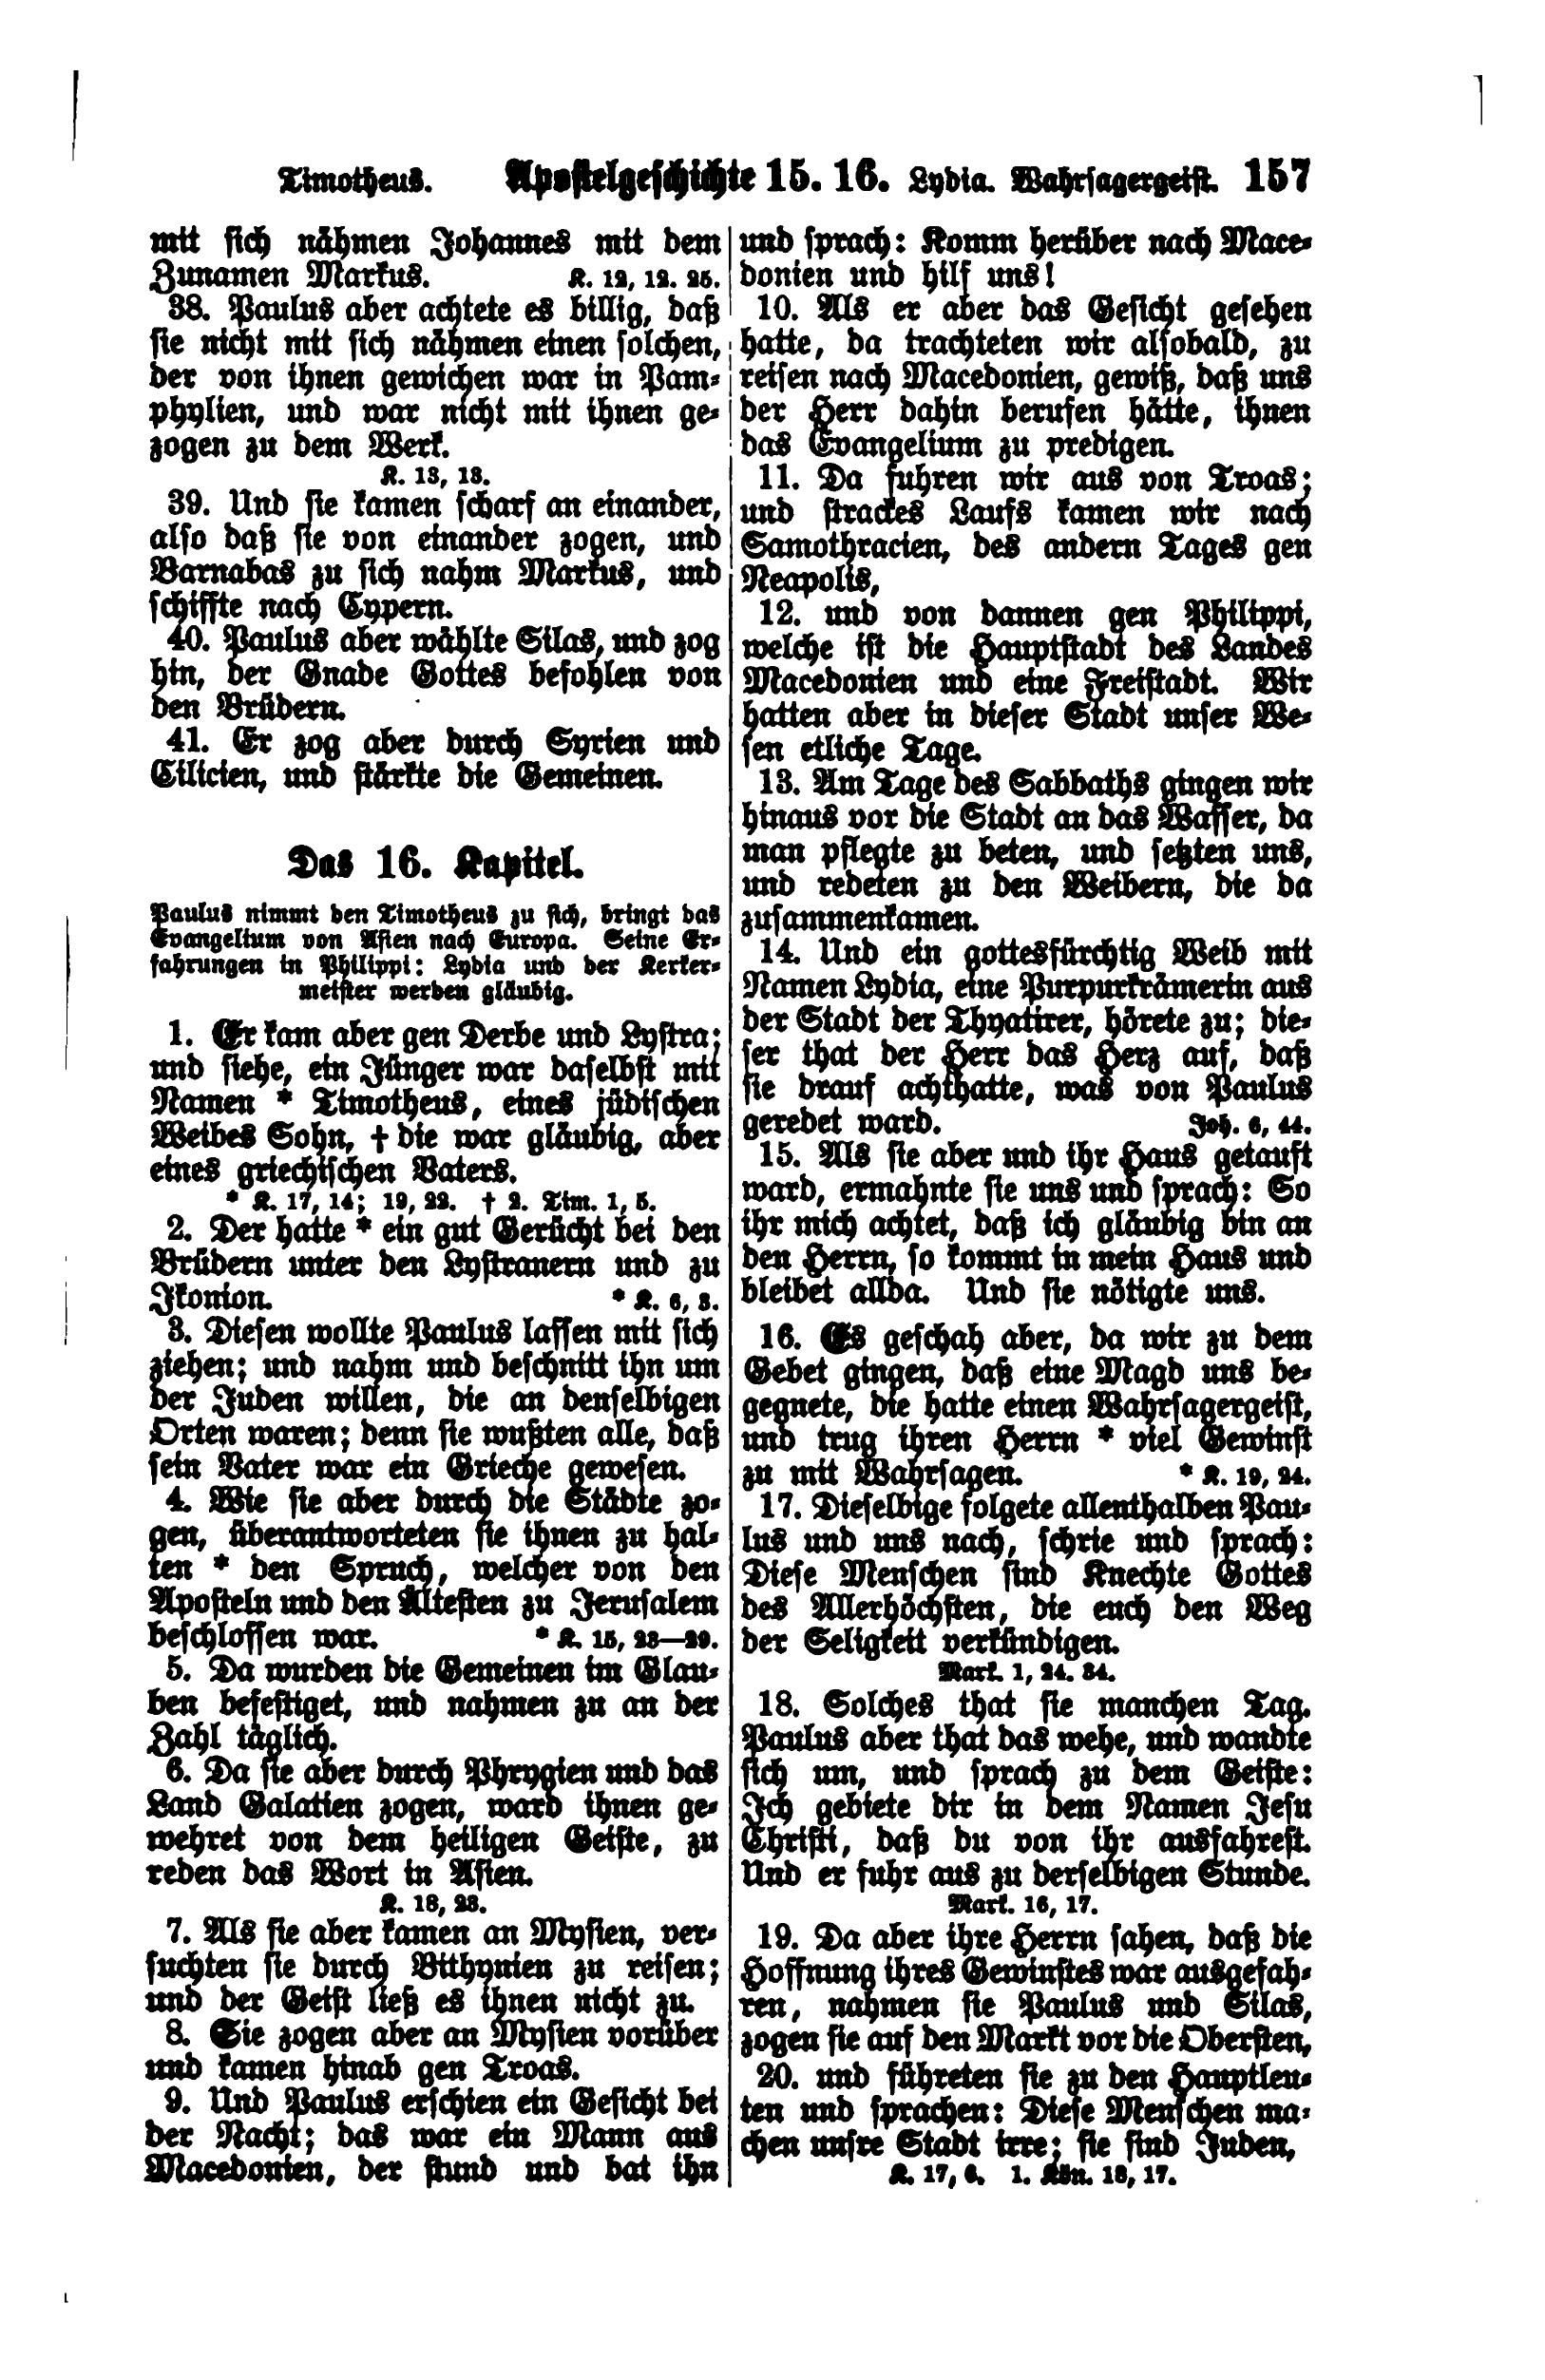 Timotheus. Apostelgeschichte 15. 16. Lydia. Wahrsagergeist. 157
mit sich nähmen Johannes mit dem
Zunamen Markus. K. 12, 12. 25.
38. Paulus aber achtete es billig, daß
sie nicht mit sich nähmen einen solchen,
der von ihnen gewichen war in Pam-
phylien, und war nicht mit ihnen ge-
zogen zu dem Werk.
K. 13, 13.
39. Und sie kamen scharf an einander,
also daß sie von einander zogen, und
Barnabas zu sich nahm Markus, und
schiffte nach Cypern.
40. Paulus aber wählte Silas, und zog
hin, der Gnade Gottes befohlen von
den Brüdern.
41. Er zog aber durch Syrien und
Cilicien, und stärkte die Gemeinen.
Das 16. Kapitel.
Paulus nimmt den Timotheus zu sich, bringt das
Evangelium von Asien nach Europa. Seine Er-
fahrungen in Philippi: Lydia und der Kerker-
meister werden gläubig.
1. Er kam aber gen Derbe und Lystra;
und siehe, ein Jünger war daselbst mit
Namen * Timotheus, eines jüdischen
Weibes Sohn, † die war gläubig, aber
eines griechischen Vaters.
* K. 17, 14; 19, 22. † 2. Tim. 1, 5.
2. Der hatte * ein gut Gerücht bei den
Brüdern unter den Lystranern und zu
Ikonion. * K. 6, 3.
3. Diesen wollte Paulus lassen mit sich
ziehen; und nahm und beschnitt ihn um
der Juden willen, die an denselbigen
Orten waren; denn sie wußten alle, daß
sein Vater war ein Grieche gewesen.
4. Wie sie aber durch die Städte zo-
gen, überantworteten sie ihnen zu hal-
ten * den Spruch, welcher von den
Aposteln und den Ältesten zu Jerusalem
beschlossen war. * K. 15, 23—29.
5. Da wurden die Gemeinen im Glau-
ben befestiget, und nahmen zu an der
Zahl täglich.
6. Da sie aber durch Phrygien und das
Land Galatien zogen, ward ihnen ge-
wehret von dem heiligen Geiste, zu
reden das Wort in Asien.
K. 18, 23.
7. Als sie aber kamen an Mysien, ver-
suchten sie durch Bithynien zu reisen;
und der Geist ließ es ihnen nicht zu.
8. Sie zogen aber an Mysien vorüber
und kamen hinab gen Troas.
9. Und Paulus erschien ein Gesicht bei
der Nacht; das war ein Mann aus
Macedonien, der stund und bat ihn
und sprach: Komm herüber nach Mace-
donien und hilf uns!
10. Als er aber das Gesicht gesehen
hatte, da trachteten wir alsobald, zu
reisen nach Macedonien, gewiß, daß uns
der Herr dahin berufen hätte, ihnen
das Evangelium zu predigen.
11. Da fuhren wir aus von Troas;
und strackes Laufs kamen wir nach
Samothracien, des andern Tages gen
Neapolis,
12. und von dannen gen Philippi,
welche ist die Hauptstadt des Landes
Macedonien und eine Freistadt. Wir
hatten aber in dieser Stadt unser We-
sen etliche Tage.
13. Am Tage des Sabbaths gingen wir
hinaus vor die Stadt an das Wasser, da
man pflegte zu beten, und setzten uns,
und redeten zu den Weibern, die da
zusammenkamen.
14. Und ein gottesfürchtig Weib mit
Namen Lydia, eine Purpurkrämerin aus
der Stadt der Thyatirer, hörete zu; die-
ser that der Herr das Herz auf, daß
sie drauf achthatte, was von Paulus
geredet ward. Joh. 6, 44.
15. Als sie aber und ihr Haus getauft
ward, ermahnte sie uns und sprach: So
ihr mich achtet, daß ich gläubig bin an
den Herrn, so kommt in mein Haus und
bleibet allda. Und sie nötigte uns.
16. Es geschah aber, da wir zu dem
Gebet gingen, daß eine Magd uns be-
gegnete, die hatte einen Wahrsagergeist,
und trug ihren Herrn * viel Gewinst
zu mit Wahrsagen. * K. 19, 24.
17. Dieselbige folgete allenthalben Pau-
lus und uns nach, schrie und sprach:
Diese Menschen sind Knechte Gottes
des Allerhöchsten, die euch den Weg
der Seligkeit verkündigen.
Mark. 1, 24. 34.
18. Solches that sie manchen Tag.
Paulus aber that das wehe, und wandte
sich um, und sprach zu dem Geiste:
Ich gebiete dir in dem Namen Jesu
Christi, daß du von ihr ausfahrest.
Und er fuhr aus zu derselbigen Stunde.
Mark. 16, 17.
19. Da aber ihre Herrn sahen, daß die
Hoffnung ihres Gewinstes war ausgefah-
ren, nahmen sie Paulus und Silas,
zogen sie auf den Markt vor die Obersten,
20. und führeten sie zu den Hauptleu-
ten und sprachen: Diese Menschen ma-
chen unsre Stadt irre; sie sind Juden,
K. 17, 6. 1. Kön. 18, 17.